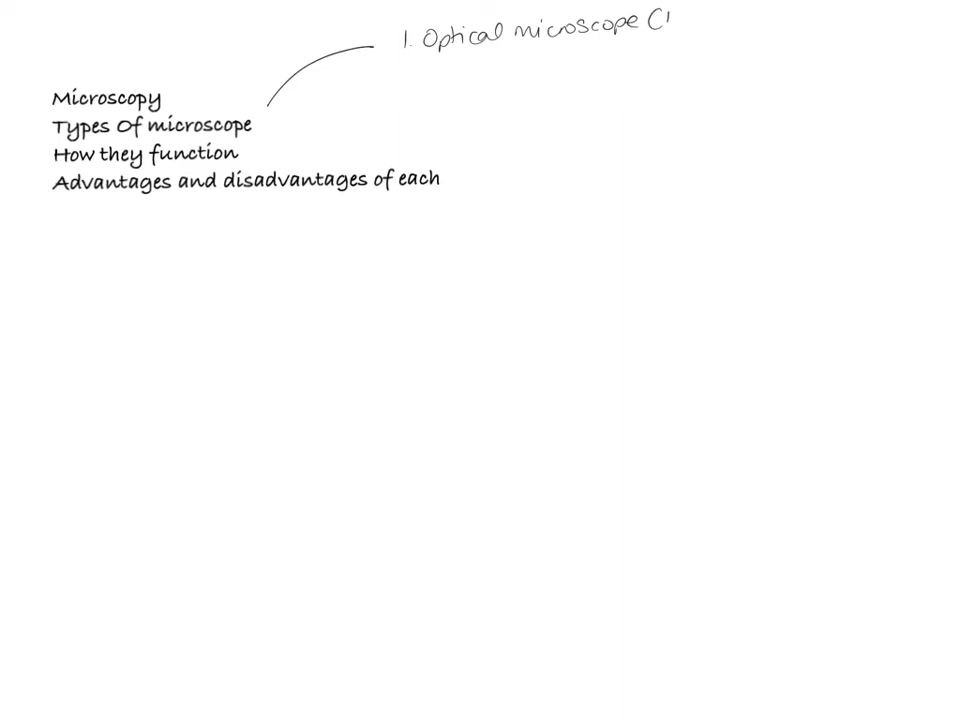 1. Optical microscope (
Microscopy
Types Of microscope
How they function
Advantages and disadvantages of each